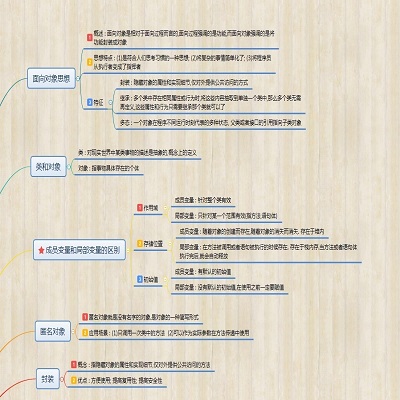 概述：面向对象是相对于面向过程而言的,面向过程强调的是功能,而面向对象强调的是将
功能封装成对象
面向对象思想
思想特点：(1)是符合人们思考习惯的一种思想; (2)将复杂的事情简单化了; (3)将程序员
从执行者变成了指挥者
特征
封装：隐藏对象的属性和实现细节,仅对外提供公共访问的方式
继承：多个类中存在相同属性和行为时,将这些内容抽取到单独一个类中,那么多个类无需
再定义这些属性和行为只需要继承那个类就可以了
多态：一个对象在程序不同运行时刻代表的多种状态, 父类或者接口的引用指向子类对象
类和对象
类：对现实世界中某类事物的描述是抽象的,概念上的定义
对象：指事物具体存在的个体
成员变量和局部变量的区别
作用域
成员变量：针对整个类有效
局部变量：只针对某一个范围有效(指方法,语句体)
存储位置
成员变量：随着对象的创建而存在,随着对象的消失而消失, 存在于堆内
局部变量：在方法被调用或者语句被执行的时候存在, 存在于栈内存,当方法或者语句体
执行完后,就会自动释放
初始值
成员变量：有默认的初始值
局部变量：没有默认的初始值,在使用之前一定要赋值
匿名对象
匿名对象就是没有名字的对象,是对象的一种简写形式
应用场景：(1)只调用一次类中的方法 (2)可以作为实际参数在方法传递中使用
封装
概念：指隐藏对象的属性和实现细节,仅对外提供公共访问的方法
优点：方便使用; 提高复用性; 提高安全性